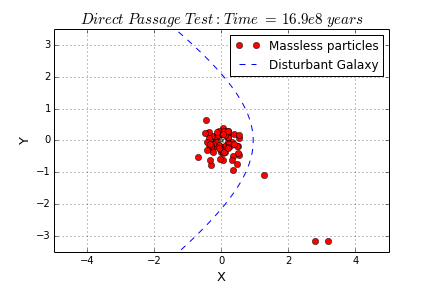 Direct Passage Test: Time = 16.9e8 years
Massless particles
Disturbant Galaxy
3
2
1
0
−1
−2
−3
Y
−4
−2
0
2
4
X